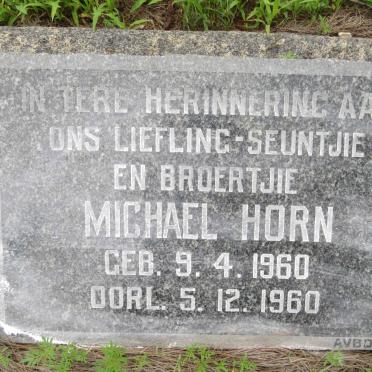 IN TERE HERINNERING AA
ONS LIEFLING-SEUNTJIE
EN BROERTJIE
MICHAEL HORN
GEB. 9. 4. 1960
OORL. 5. 12. 1960
AVBO